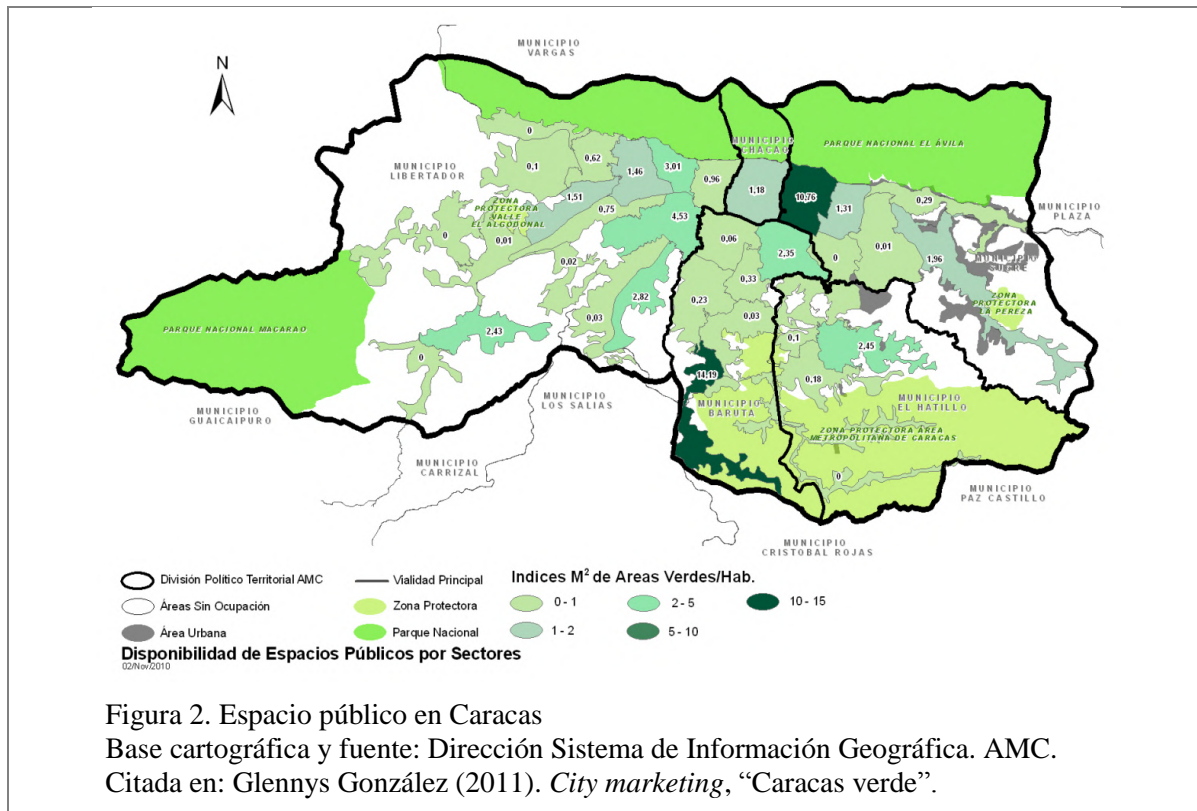 MUNICIPIO
VARGAS
N
MUNICIPIO
CHACAO
PARQUE NACIONAL EL ÁVILA
MUNICIPIO
LIBERTADOR
0
0,1
0,62
1,46
3,01
0,96
1,18
10,76
1,31
0,29
MUNICIPIO
PLAZA
ZONA
PROTECTORA
VALLE
EL ALGODONAL
1,51
0,75
4,53
0
0,01
0,02
0,06
2,35
0
0,01
1,96
MUNICIPIO
SUCRE
0,33
2,82
0,23
0,03
0,03
ZONA
PROTECTORA
LA PEREZA
PARQUE NACIONAL MACARAO
2,43
0
0,1
2,45
0,18
14,19
MUNICIPIO
BARUTA
MUNICIPIO
EL HATILLO
ZONA PROTECTORA ÁREA
METROPOLITANA DE CARACAS
0
MUNICIPIO
GUAICAIPURO
MUNICIPIO
LOS SALIAS
MUNICIPIO
CARRIZAL
MUNICIPIO
PAZ CASTILLO
MUNICIPIO
CRISTOBAL ROJAS
División Político Territorial AMC
Vialidad Principal
Indices M² de Areas Verdes/Hab.
Áreas Sin Ocupación
Zona Protectora
0 - 1
2 - 5
10 - 15
Área Urbana
Parque Nacional
1 - 2
5 - 10
Disponibilidad de Espacios Públicos por Sectores
02/Nov/2010
Figura 2. Espacio público en Caracas
Base cartográfica y fuente: Dirección Sistema de Información Geográfica. AMC.
Citada en: Glennys González (2011). City marketing, “Caracas verde”.